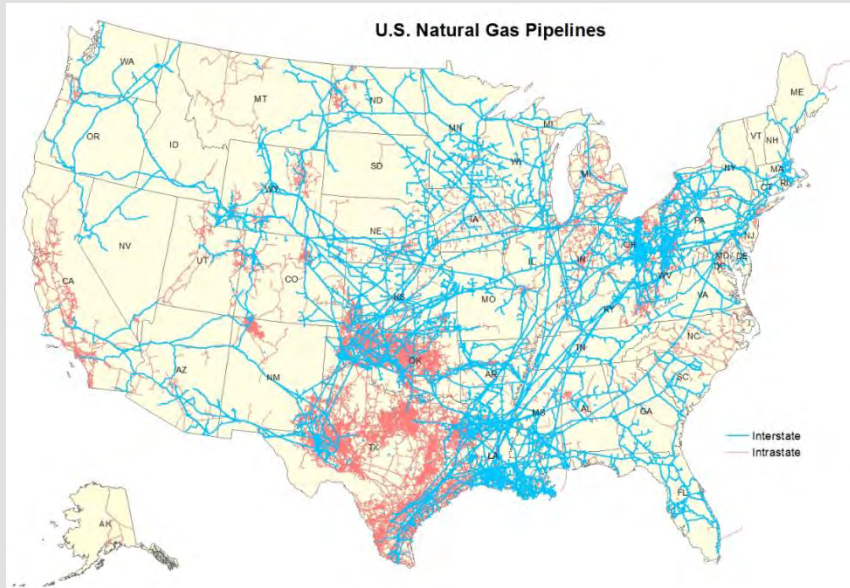 U.S. Natural Gas Pipelines
WA
MT
ND
ME
OR
ID
MN
MI
VT
NH
SD
WI
NY
MA
WY
MI
CT
RI
IA
PA
NE
NV
OH
NJ
UT
IL
IN
MD
DE
CO
WV
DC
CA
KS
MO
VA
KY
NC
TN
OK
AZ
NM
AR
SC
MS
AL
GA
Interstate
TX
LA
Intrastate
FL
AK